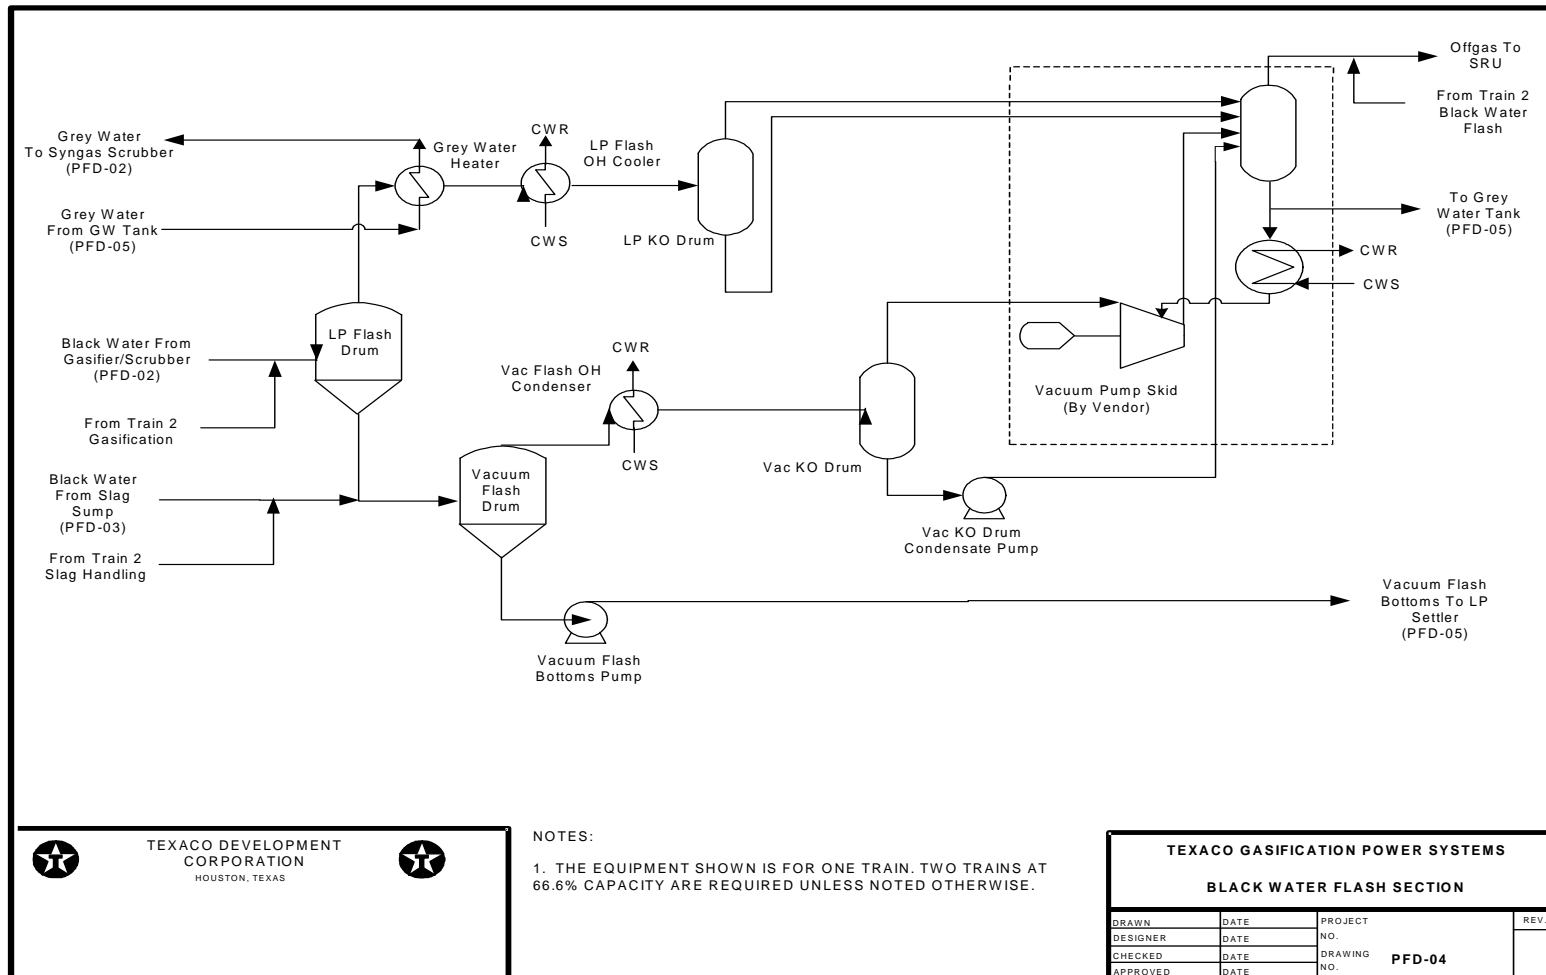 Offgas To
SRU
From Train 2
Black Water
Flash
Grey Water
To Syngas Scrubber
(PFD-02)
Grey Water
Heater
CWR
LP Flash
OH Cooler
Grey Water
From GW Tank
(PFD-05)
CWS
LP KO Drum
To Grey
Water Tank
(PFD-05)
CWR
CWS
LP Flash
Drum
Black Water From
Gasifier/Scrubber
(PFD-02)
From Train 2
Gasification
Vac Flash OH
Condenser
CWR
CWS
Vacuum Pump Skid
(By Vendor)
Vac KO Drum
Black Water
From Slag
Sump
(PFD-03)
From Train 2
Slag Handling
Vacuum
Flash
Drum
Vac KO Drum
Condensate Pump
Vacuum Flash
Bottoms To LP
Settler
(PFD-05)
Vacuum Flash
Bottoms Pump
TEXACO DEVELOPMENT
CORPORATION
HOUSTON, TEXAS
NOTES:
1. THE EQUIPMENT SHOWN IS FOR ONE TRAIN. TWO TRAINS AT
66.6% CAPACITY ARE REQUIRED UNLESS NOTED OTHERWISE.
TEXACO GASIFICATION POWER SYSTEMS
BLACK WATER FLASH SECTION
DRAWN DATE PROJECT REV.
DESIGNER DATE NO.
CHECKED DATE DRAWING PFD-04
APPROVED DATE NO.